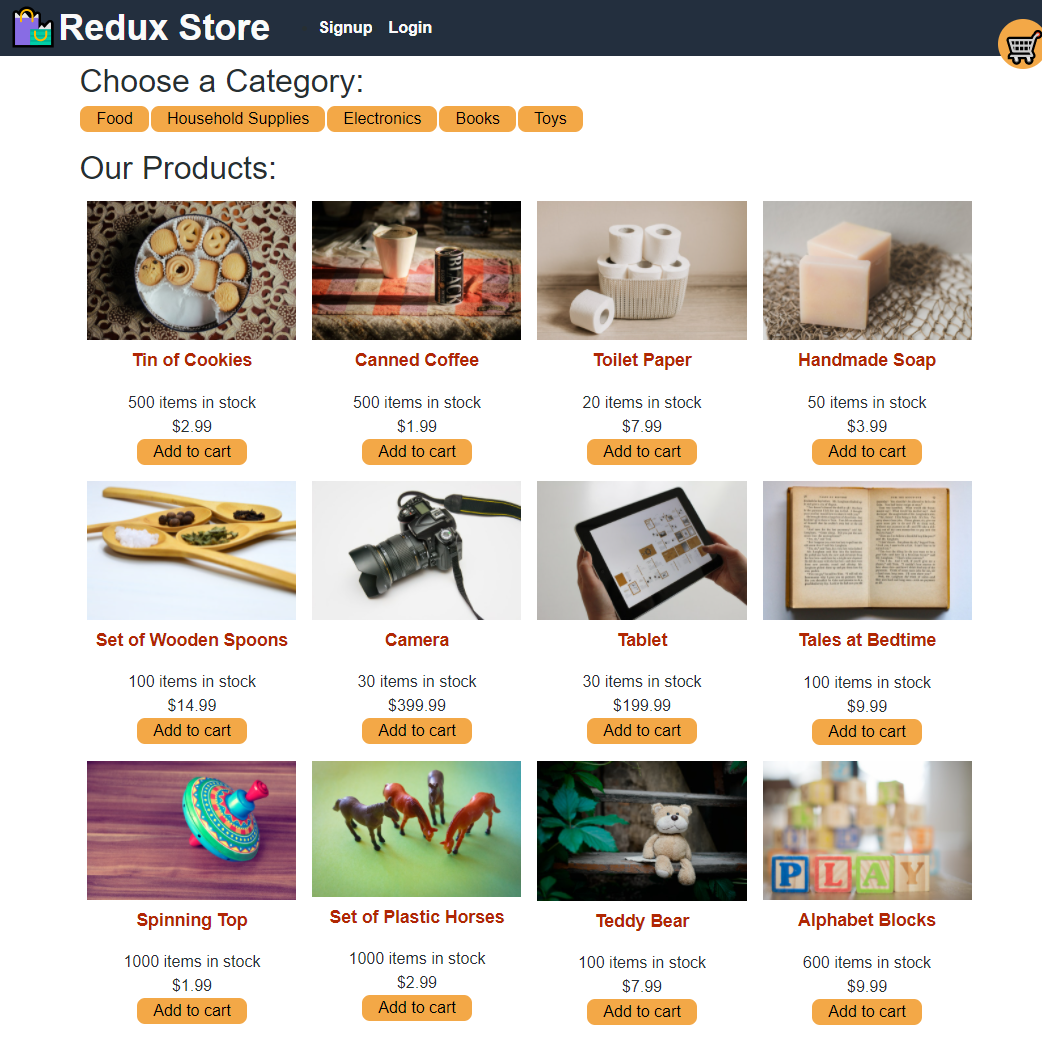 Redux Store
Signup Login
Choose a Category:
Food Household Supplies Electronics Books Toys
Our Products:
Tin of Cookies
500 items in stock
$2.99
Add to cart
Canned Coffee
500 items in stock
$1.99
Add to cart
Toilet Paper
20 items in stock
$7.99
Add to cart
Handmade Soap
50 items in stock
$3.99
Add to cart
Set of Wooden Spoons
100 items in stock
$14.99
Add to cart
Camera
30 items in stock
$399.99
Add to cart
Tablet
30 items in stock
$199.99
Add to cart
Tales at Bedtime
100 items in stock
$9.99
Add to cart
Spinning Top
1000 items in stock
$1.99
Add to cart
Set of Plastic Horses
1000 items in stock
$2.99
Add to cart
Teddy Bear
100 items in stock
$7.99
Add to cart
PLAY
Alphabet Blocks
600 items in stock
$9.99
Add to cart